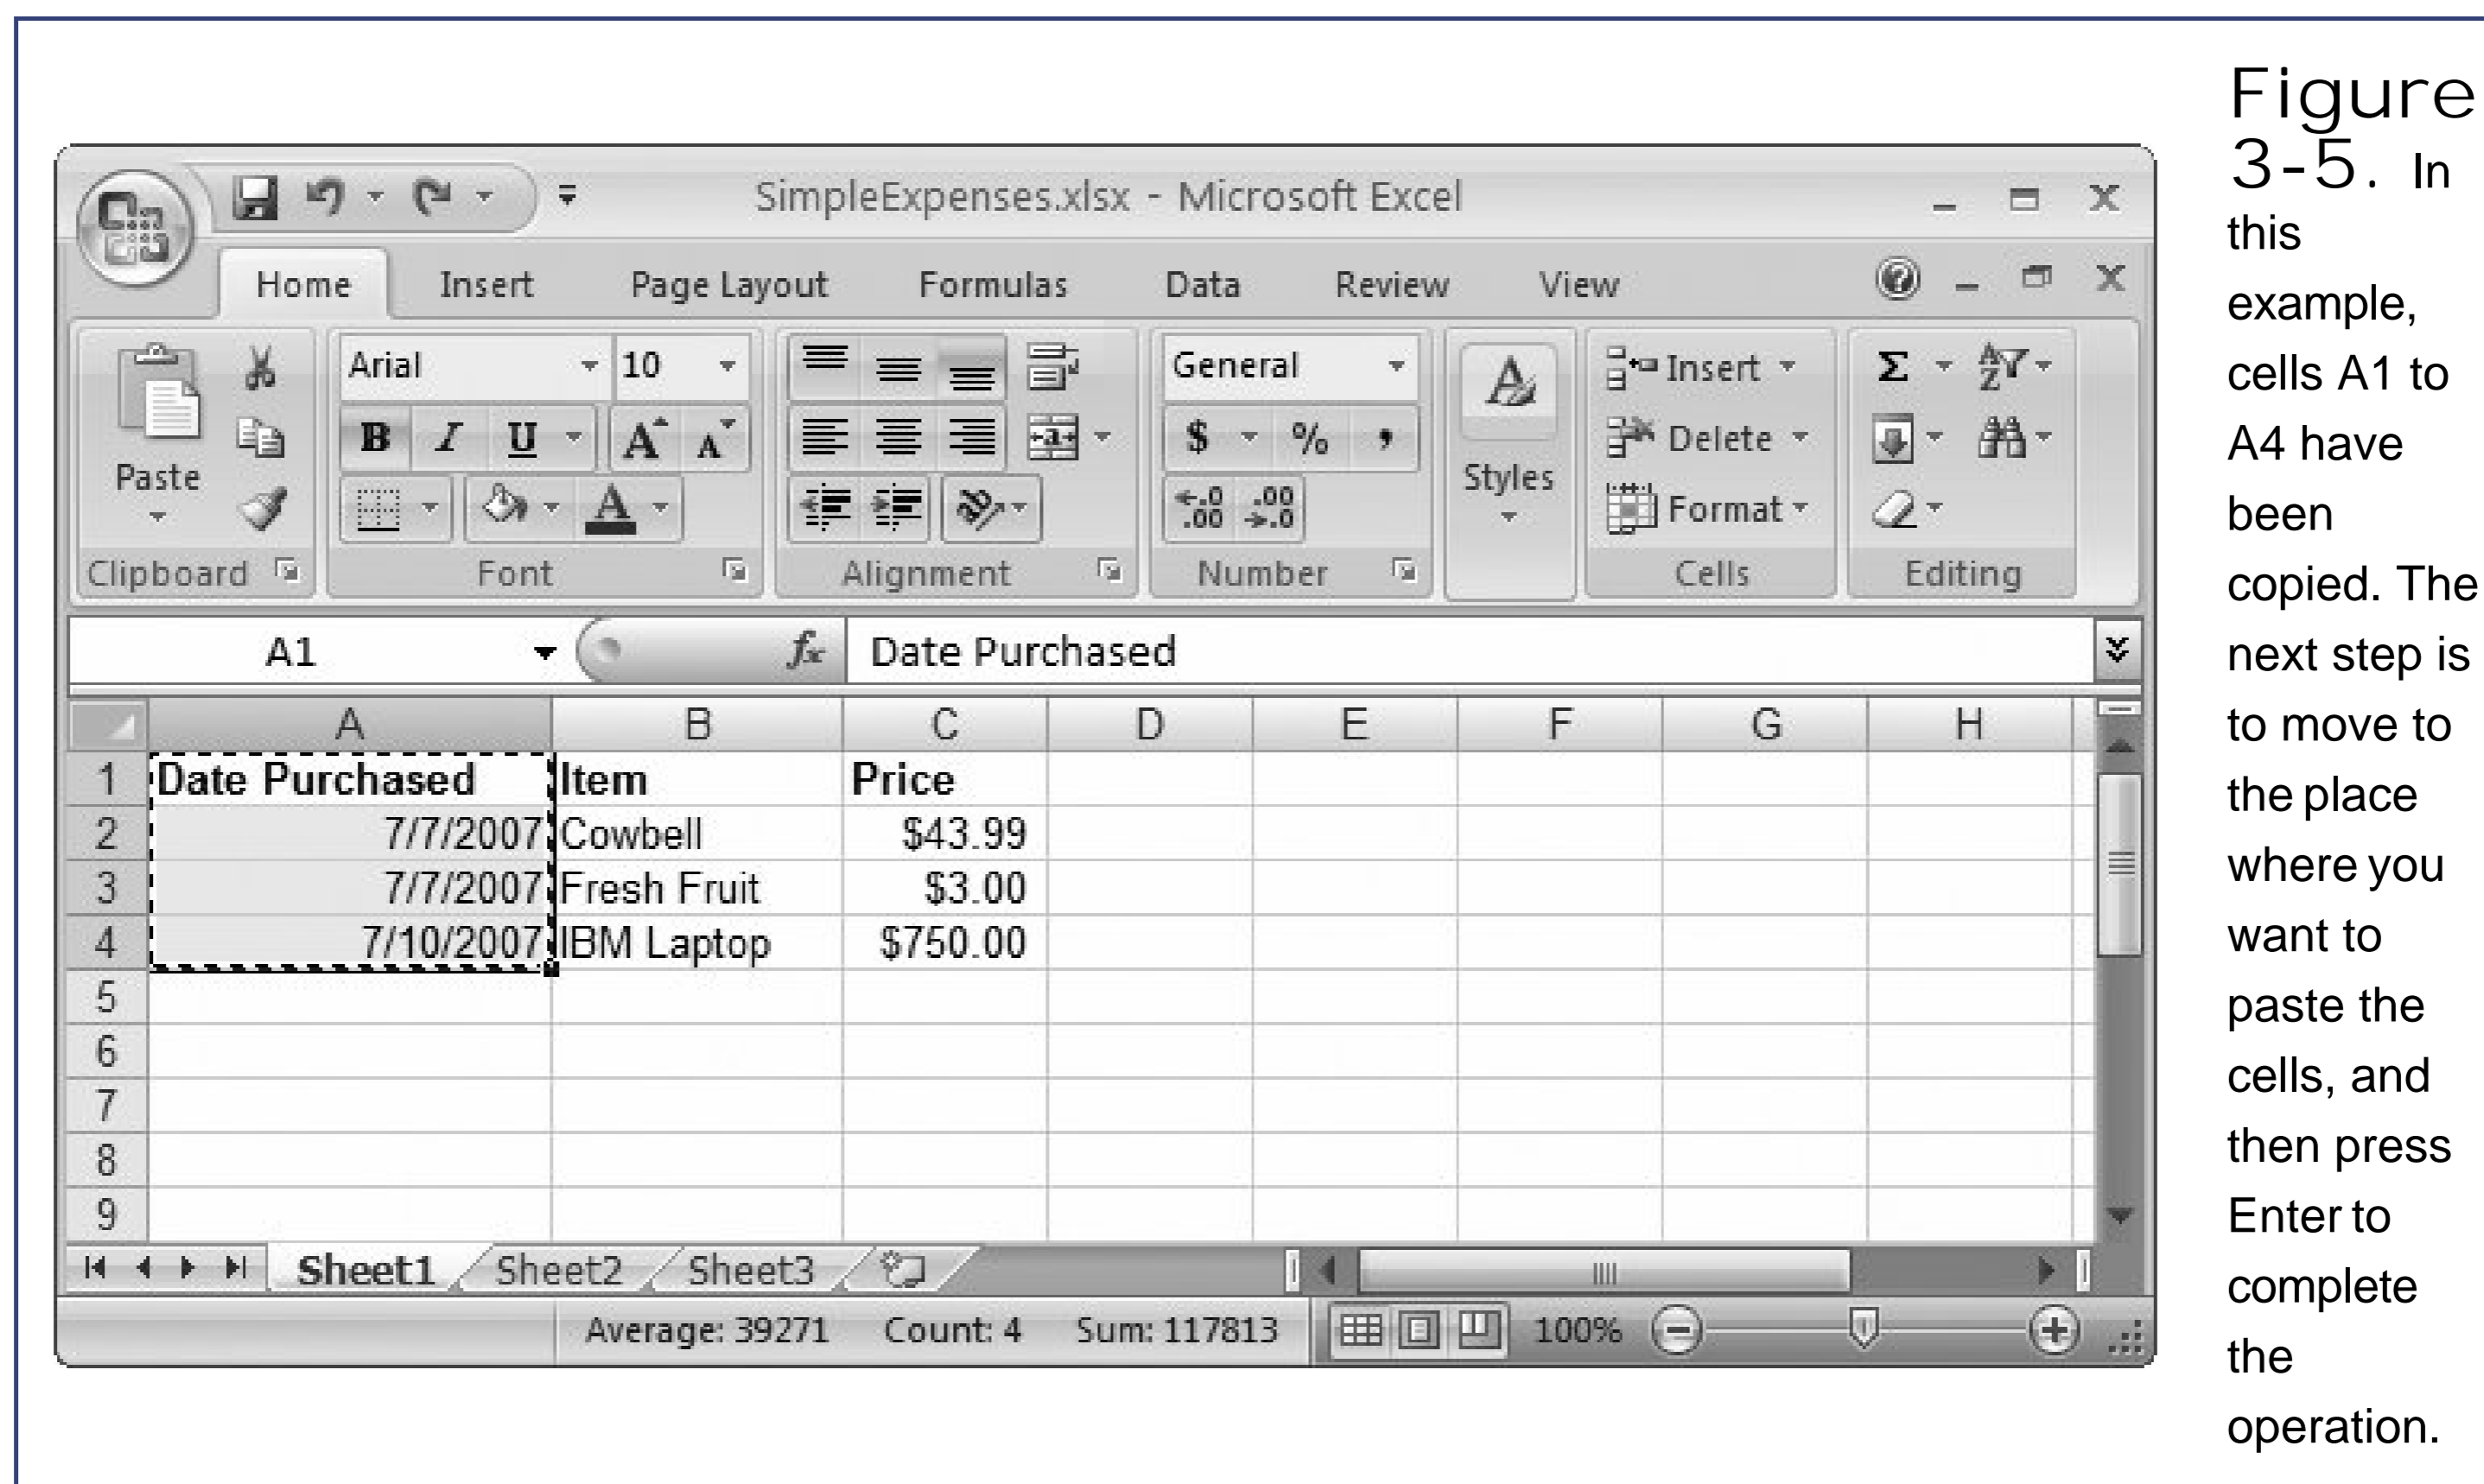 SimpleExpenses.xlsx - Microsoft Excel
Home Insert Page Layout Formulas Data Review View
Arial 10 General Insert Σ
B I U A A $ % , Delete
Paste Styles
A .00 .00 Format
Clipboard Font Alignment Number Cells Editing
A1 fx Date Purchased
A B C D E F G H
1 Date Purchased Item Price
2 7/7/2007 Cowbell $43.99
3 7/7/2007 Fresh Fruit $3.00
4 7/10/2007 IBM Laptop $750.00
5
6
7
8
9
Sheet1 Sheet2 Sheet3
Average: 39271 Count: 4 Sum: 117813 100%
Figure
3-5. In
this
example,
cells A1 to
A4 have
been
copied. The
next step is
to move to
the place
where you
want to
paste the
cells, and
then press
Enter to
complete
the
operation.